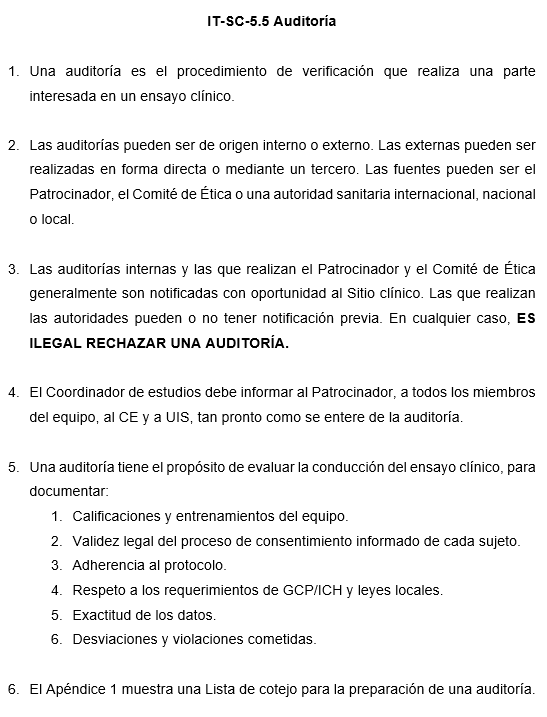 IT-SC-5.5 Auditoría
1. Una auditoría es el procedimiento de verificación que realiza una parte
interesada en un ensayo clínico.
2. Las auditorías pueden ser de origen interno o externo. Las externas pueden ser
realizadas en forma directa o mediante un tercero. Las fuentes pueden ser el
Patrocinador, el Comité de Ética o una autoridad sanitaria internacional, nacional
o local.
3. Las auditorías internas y las que realizan el Patrocinador y el Comité de Ética
generalmente son notificadas con oportunidad al Sitio clínico. Las que realizan
las autoridades pueden o no tener notificación previa. En cualquier caso, ES
ILEGAL RECHAZAR UNA AUDITORÍA.
4. El Coordinador de estudios debe informar al Patrocinador, a todos los miembros
del equipo, al CE y a UIS, tan pronto como se entere de la auditoría.
5. Una auditoría tiene el propósito de evaluar la conducción del ensayo clínico, para
documentar:
1. Calificaciones y entrenamientos del equipo.
2. Validez legal del proceso de consentimiento informado de cada sujeto.
3. Adherencia al protocolo.
4. Respeto a los requerimientos de GCP/ICH y leyes locales.
5. Exactitud de los datos.
6. Desviaciones y violaciones cometidas.
6. El Apéndice 1 muestra una Lista de cotejo para la preparación de una auditoría.